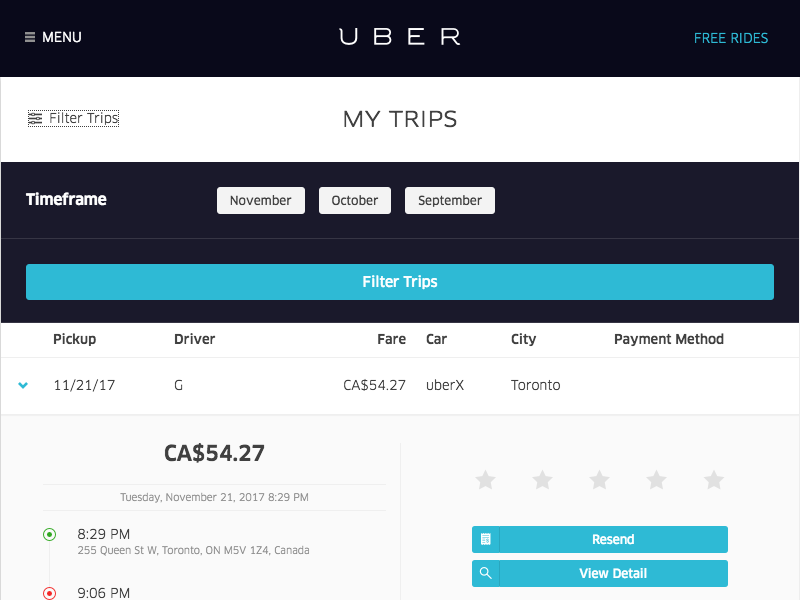 MENU
UBER
FREE RIDES
Filter Trips
MY TRIPS
Timeframe
November
October
September
Filter Trips
Pickup Driver Fare Car City Payment Method
11/21/17 G CA$54.27 uberX Toronto
CA$54.27
Tuesday, November 21, 2017 8:29 PM
8:29 PM
255 Queen St W, Toronto, ON M5V 1Z4, Canada
9:06 PM
Resend
View Detail